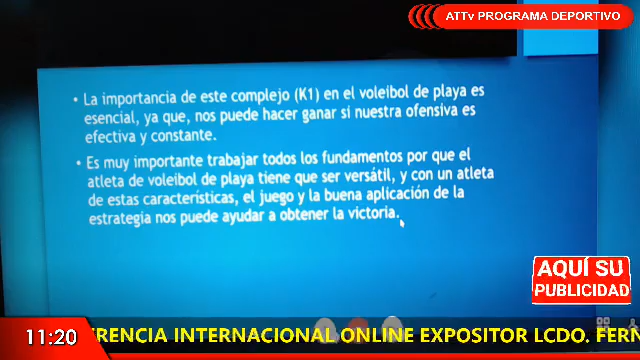 ATTv PROGRAMA DEPORTIVO
• La importancia de este complejo (K1) en el voleibol de playa es
esencial, ya que, nos puede hacer ganar si nuestra ofensiva es
efectiva y constante.
• Es muy importante trabajar todos los fundamentos por que el
atleta de voleibol de playa tiene que ser versátil, y con un atleta
de estas características, el juego y la buena aplicación de la
estrategia nos puede ayudar a obtener la victoria.
AQUÍ SU
PUBLICIDAD
11:20
INTERNACIONAL ONLINE EXPOSITOR LCDO.